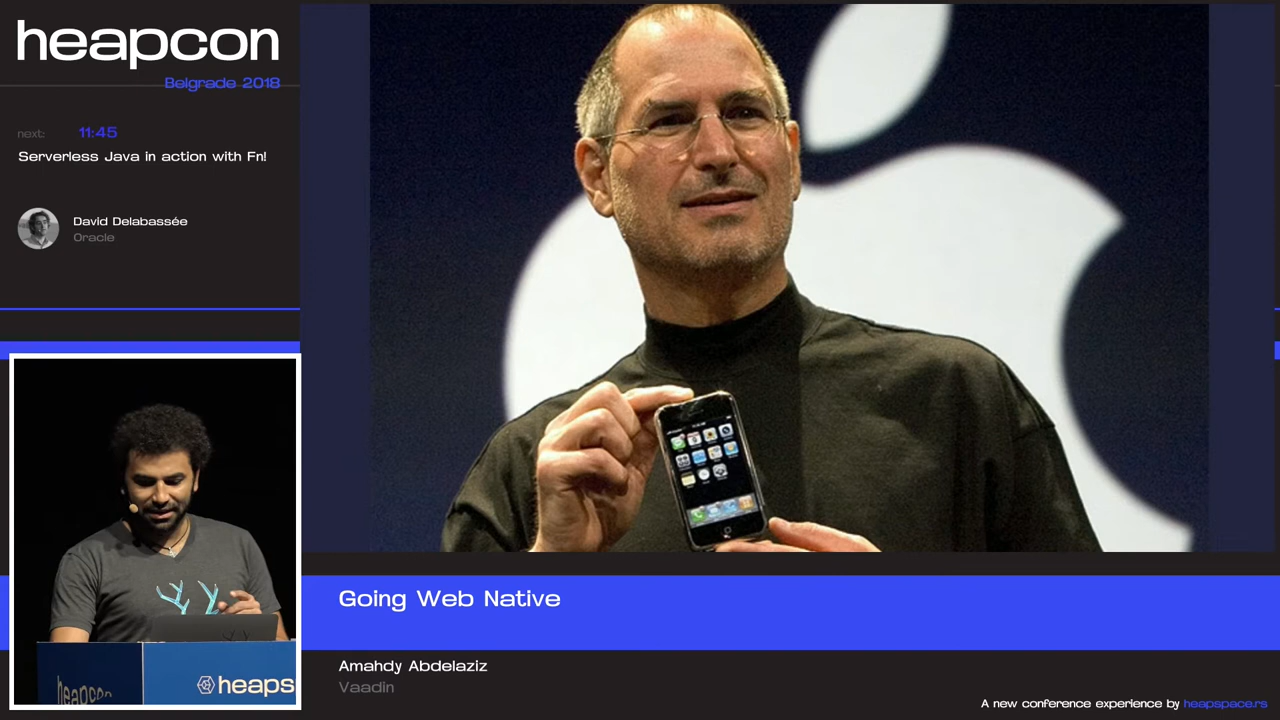 heapcon
Belgrade 2018
next: 11:45
Serverless Java in action with Fn!
David Delabassée
Oracle
heapcon
heaps
Going Web Native
Amahdy Abdelaziz
Vaadin
A new conference experience by heapspace.rs